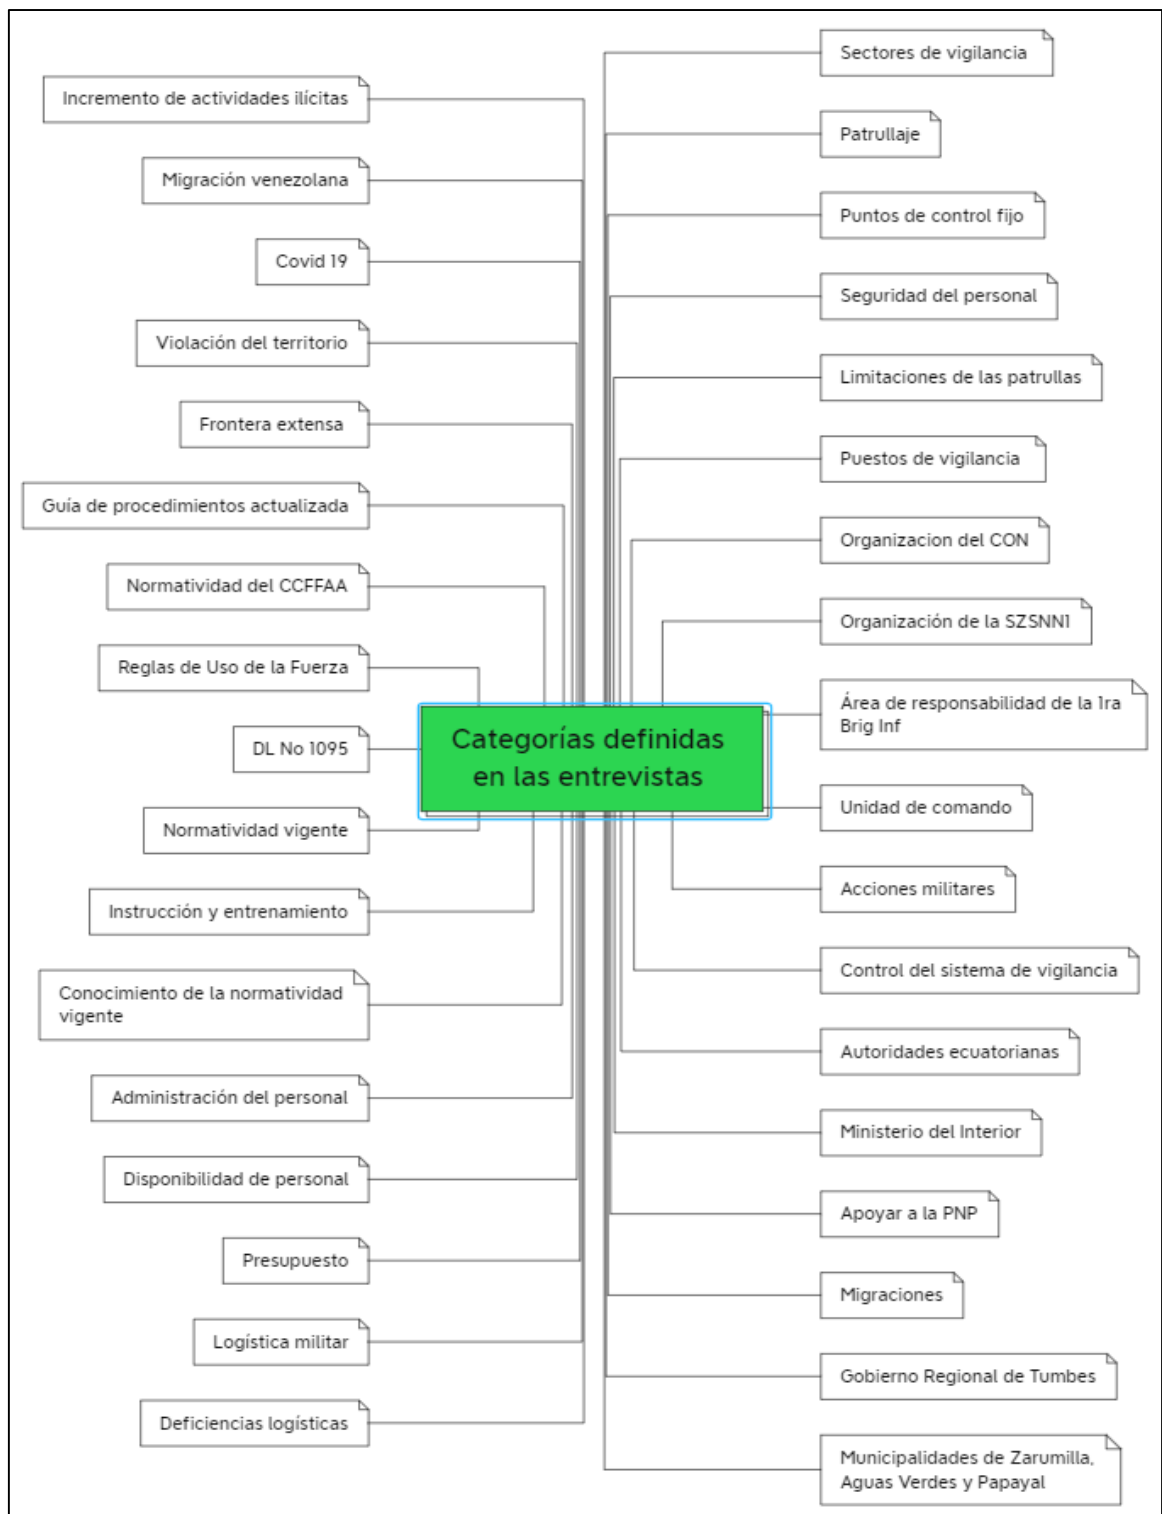 Incremento de actividades ilícitas
Migración venezolana
Covid 19
Violación del territorio
Frontera extensa
Guía de procedimientos actualizada
Normatividad del CCFFAA
Reglas de Uso de la Fuerza
DL No 1095
Normatividad vigente
Instrucción y entrenamiento
Conocimiento de la normatividad
vigente
Administración del personal
Disponibilidad de personal
Presupuesto
Logística militar
Deficiencias logísticas
Categorías definidas
en las entrevistas
Sectores de vigilancia
Patrullaje
Puntos de control fijo
Seguridad del personal
Limitaciones de las patrullas
Puestos de vigilancia
Organizacion del CON
Organización de la SZSNN1
Área de responsabilidad de la 1ra
Brig Inf
Unidad de comando
Acciones militares
Control del sistema de vigilancia
Autoridades ecuatorianas
Ministerio del Interior
Apoyar a la PNP
Migraciones
Gobierno Regional de Tumbes
Municipalidades de Zarumilla,
Aguas Verdes y Papayal